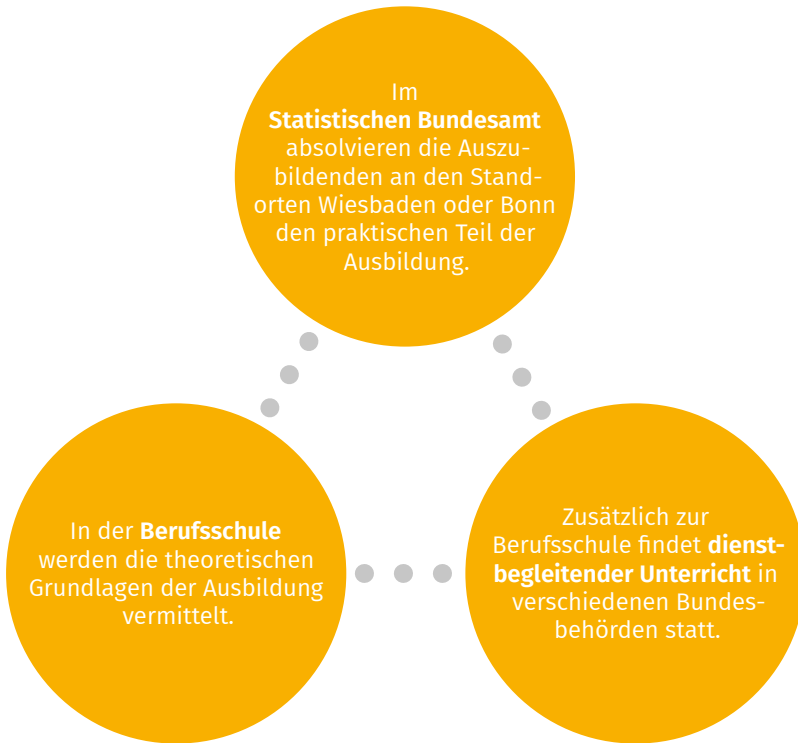 Im
Statistischen Bundesamt
absolvieren die Auszu-
bildenden an den Stand-
orten Wiesbaden oder Bonn
den praktischen Teil der
Ausbildung.
In der Berufsschule
werden die theoretischen
Grundlagen der Ausbildung
vermittelt.
Zusätzlich zur
Berufsschule findet dienst-
begleitender Unterricht in
verschiedenen Bundes-
behörden statt.